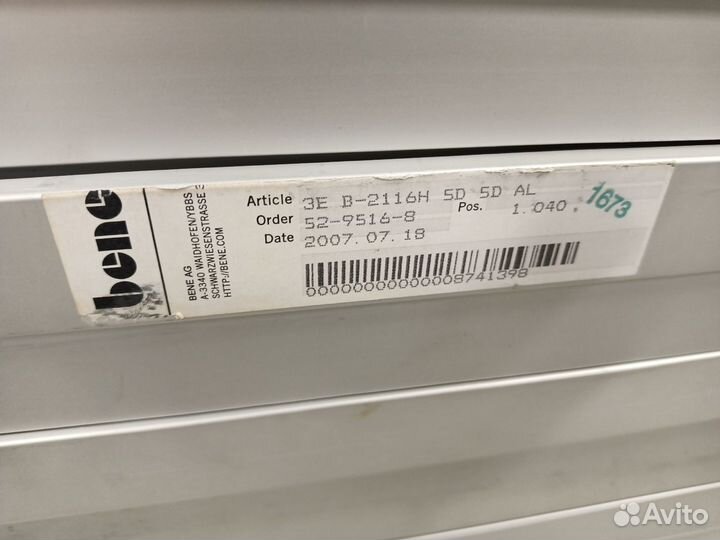 bene
BENE AG
A-3340 WAIDHOFEN/YBBS
SCHWARZWIESENSTRASSE 3
HTTP://BENE.COM
Article 3E B-2116H 5D 5D AL
Order 52-9516-8 Pos. 1.040.
Date 2007.07.18
1673
00000000000008741398
Avito